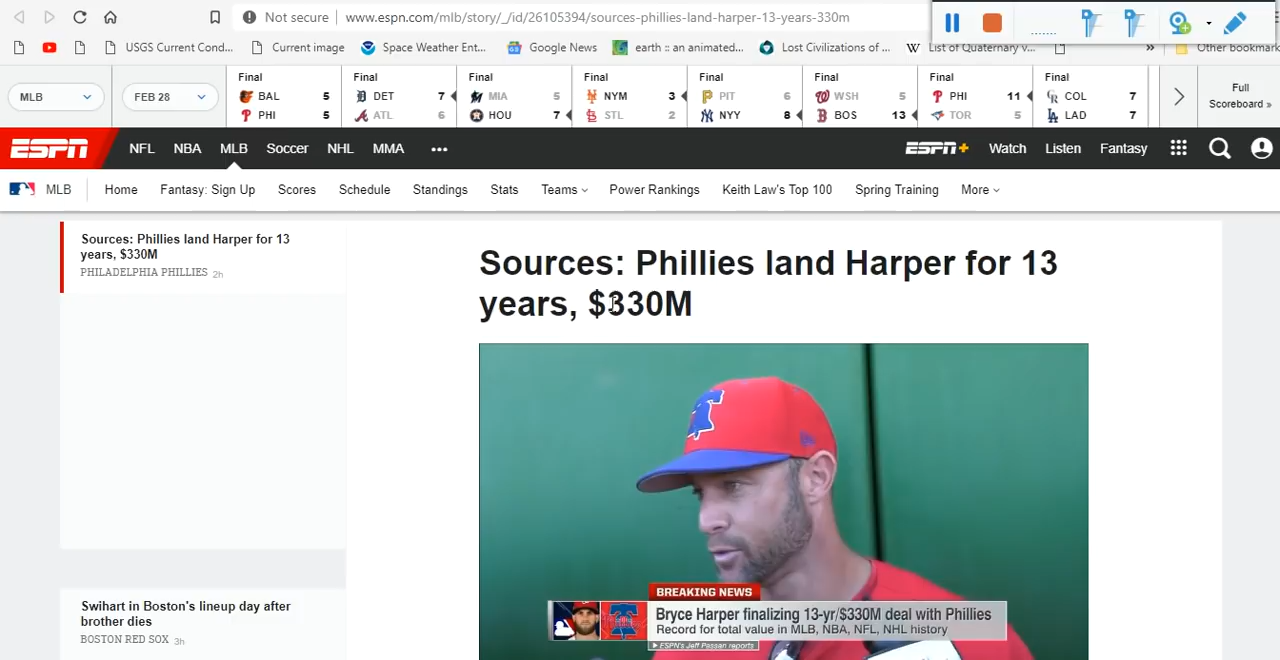 Not secure | www.espn.com/mlb/story/_/id/26105394/sources-phillies-land-harper-13-years-330m
USGS Current Cond... Current image Space Weather Ent... Google News earth :: an animated... Lost Civilizations of ... W List of Quaternary v... » Other bookmark
MLB FEB 28
Final
BAL 5
PHI 5
Final
DET 7
ATL 6
Final
MIA 5
HOU 7
Final
NYM 3
STL 2
Final
PIT 6
NYY 8
Final
WSH 5
BOS 13
Final
PHI 11
TOR 5
Final
COL 7
LAD 7
Full
Scoreboard »
ESPN NFL NBA MLB Soccer NHL MMA ••• ESPN+ Watch Listen Fantasy
MLB Home Fantasy: Sign Up Scores Schedule Standings Stats Teams Power Rankings Keith Law's Top 100 Spring Training More
Sources: Phillies land Harper for 13
years, $330M
PHILADELPHIA PHILLIES 2h
Sources: Phillies land Harper for 13
years, $330M
BREAKING NEWS
Bryce Harper finalizing 13-yr/$330M deal with Phillies
Record for total value in MLB, NBA, NFL, NHL history
ESPN's Jeff Passan reports
Swihart in Boston's lineup day after
brother dies
BOSTON RED SOX 3h